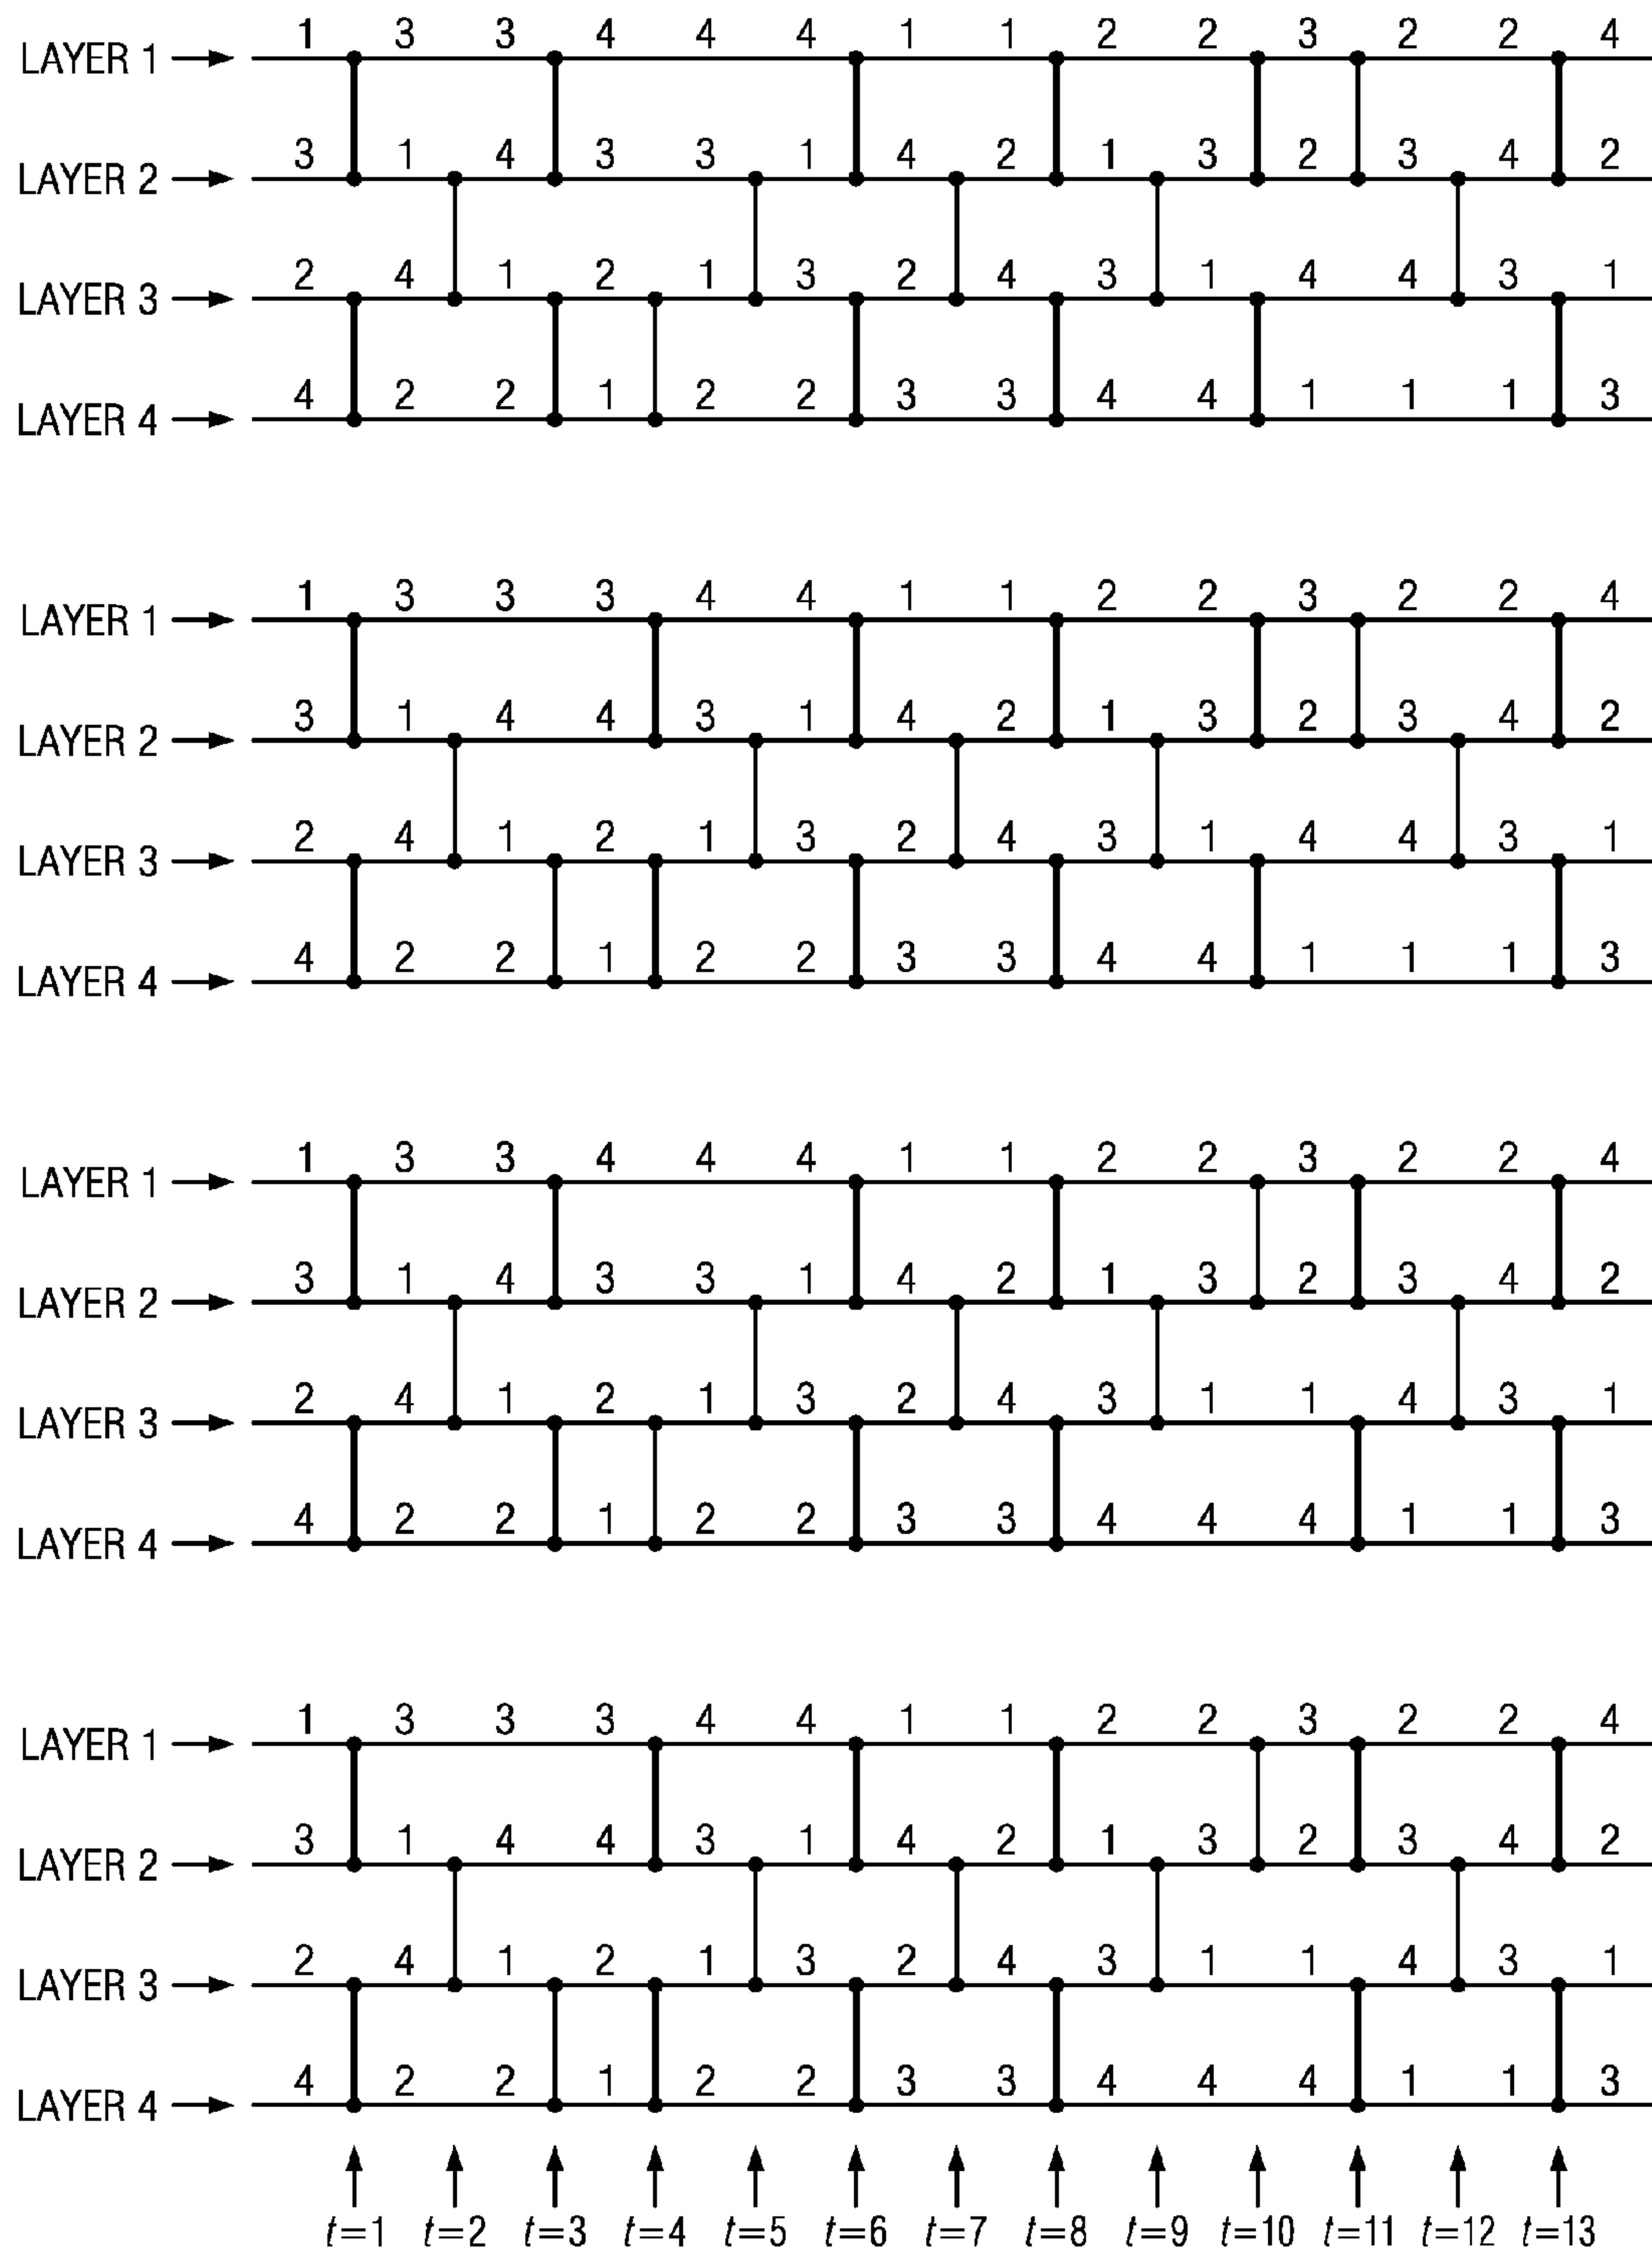 1 3 3 4 4 4 1 1 2 2 3 2 2 4
LAYER 1
3 1 4 3 3 1 4 2 1 3 2 3 4 2
LAYER 2
2 4 1 2 1 3 2 4 3 1 4 4 3 1
LAYER 3
4 2 2 1 2 2 3 3 4 4 1 1 1 3
LAYER 4
1 3 3 3 4 4 1 1 2 2 3 2 2 4
LAYER 1
3 1 4 4 3 1 4 2 1 3 2 3 4 2
LAYER 2
2 4 1 2 1 3 2 4 3 1 4 4 3 1
LAYER 3
4 2 2 1 2 2 3 3 4 4 1 1 1 3
LAYER 4
1 3 3 4 4 4 1 1 2 2 3 2 2 4
LAYER 1
3 1 4 3 3 1 4 2 1 3 2 3 4 2
LAYER 2
2 4 1 2 1 3 2 4 3 1 1 4 3 1
LAYER 3
4 2 2 1 2 2 3 3 4 4 4 1 1 3
LAYER 4
1 3 3 3 4 4 1 1 2 2 3 2 2 4
LAYER 1
3 1 4 4 3 1 4 2 1 3 2 3 4 2
LAYER 2
2 4 1 2 1 3 2 4 3 1 1 4 3 1
LAYER 3
4 2 2 1 2 2 3 3 4 4 4 1 1 3
LAYER 4
t=1 t=2 t=3 t=4 t=5 t=6 t=7 t=8 t=9 t=10 t=11 t=12 t=13